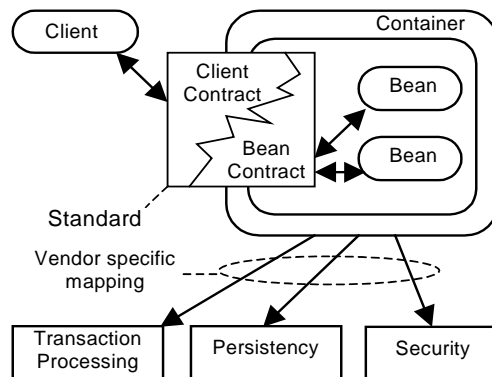 Client
Container
Client
Contract
Bean
Bean
Contract
Bean
Standard
Vendor specific
mapping
Transaction
Processing
Persistency
Security